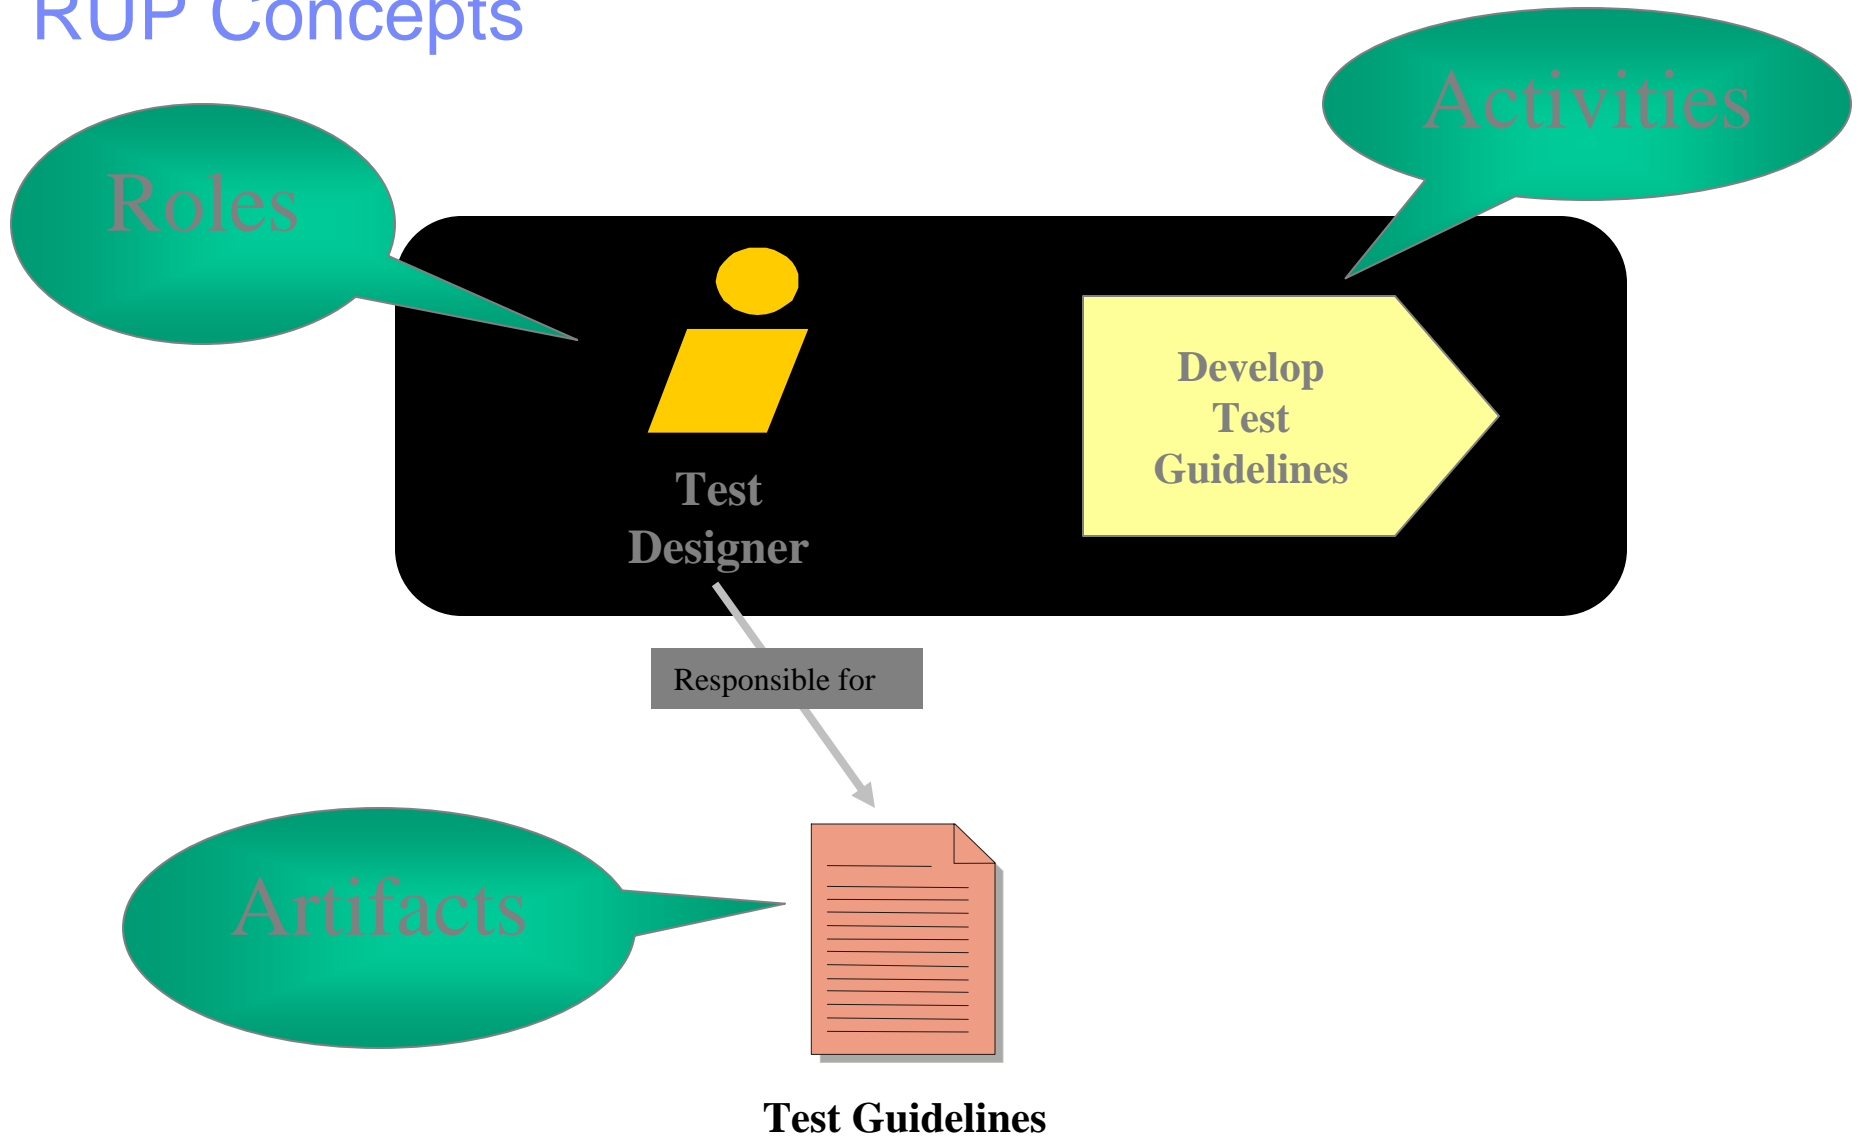 RUP Concepts
Activities
Roles
Develop
Test
Guidelines
Test
Designer
Responsible for
Artifacts
Test Guidelines